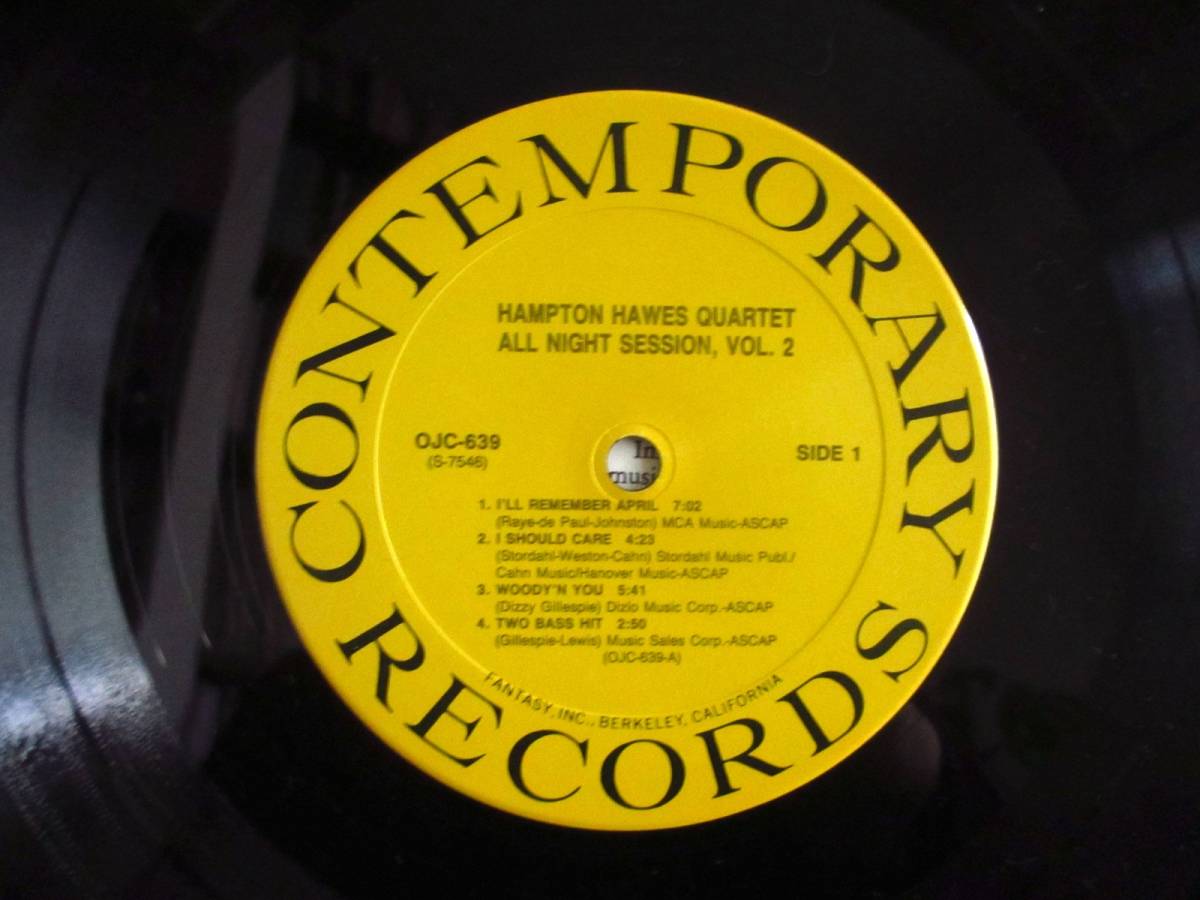 CONTEMPORARY
RECORDS
HAMPTON HAWES QUARTET
ALL NIGHT SESSION, VOL. 2
OJC-639
(S-7546)
SIDE 1
In
musi
1. I'LL REMEMBER APRIL 7:02
(Raye-de Paul-Johnston) MCA Music-ASCAP
2. I SHOULD CARE 4:23
(Stordahl-Weston-Cahn) Stordahl Music Publ./
Cahn Music/Hanover Music-ASCAP
3. WOODY'N YOU 5:41
(Dizzy Gillespie) Dizlo Music Corp.-ASCAP
4. TWO BASS HIT 2:50
(Gillespie-Lewis) Music Sales Corp.-ASCAP
(OJC-639-A)
FANTASY, INC., BERKELEY, CALIFORNIA